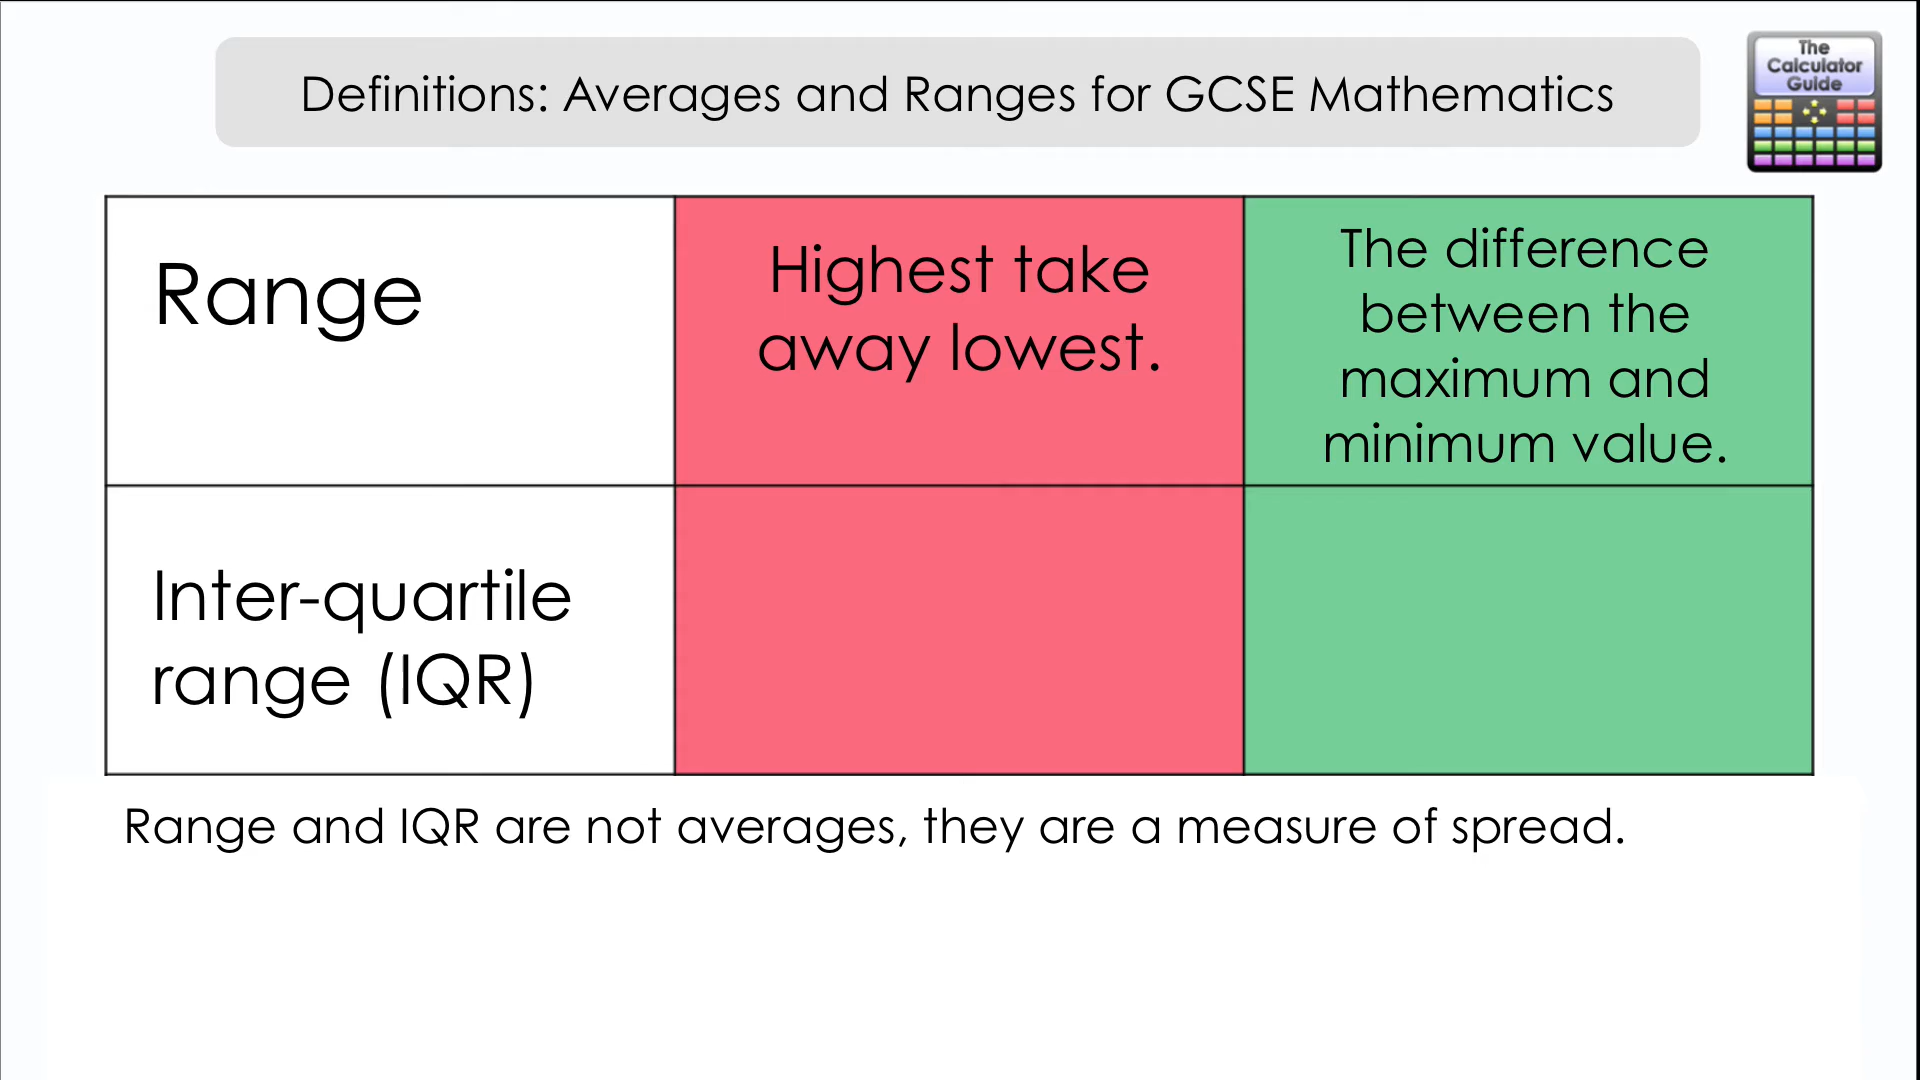 Definitions: Averages and Ranges for GCSE Mathematics
The
Calculator
Guide
Range
Highest take
away lowest.
The difference
between the
maximum and
minimum value.
Inter-quartile
range (IQR)
Range and IQR are not averages, they are a measure of spread.